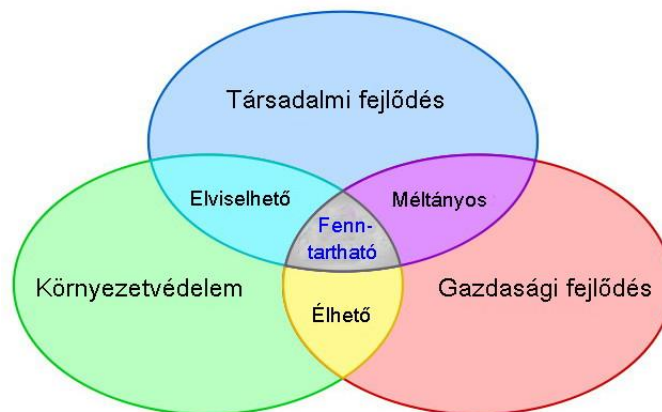 Társadalmi fejlődés
Elviselhető
Méltányos
Fenn-
tartható
Környezetvédelem
Gazdasági fejlődés
Élhető